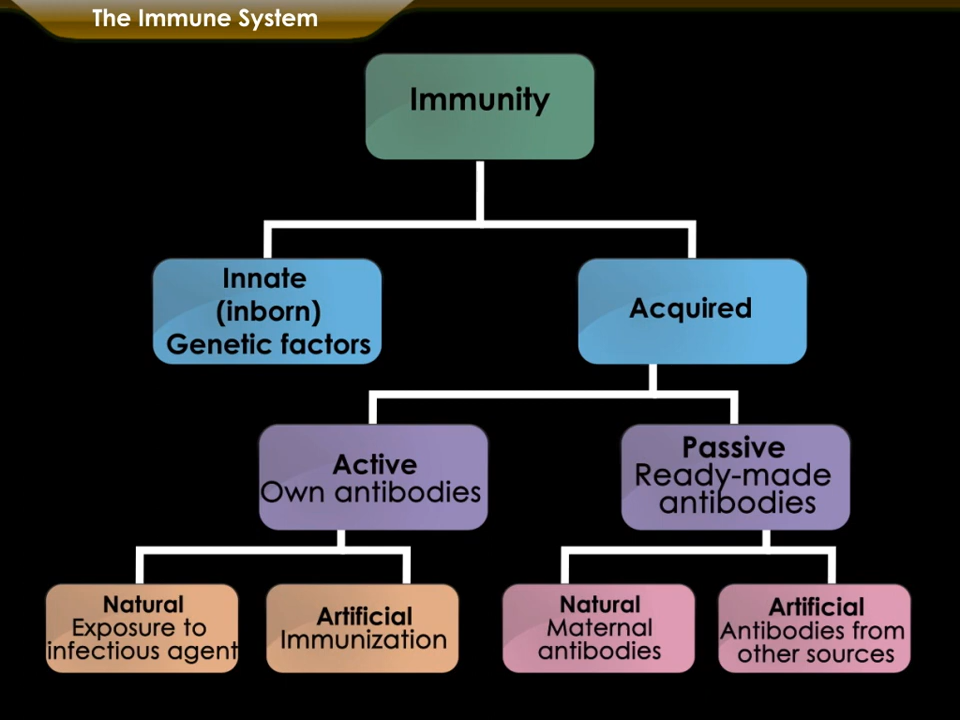 The Immune System
Immunity
Innate
(inborn)
Genetic factors
Acquired
Active
Own antibodies
Passive
Ready-made
antibodies
Natural
Exposure to
infectious agent
Artificial
Immunization
Natural
Maternal
antibodies
Artificial
Antibodies from
other sources